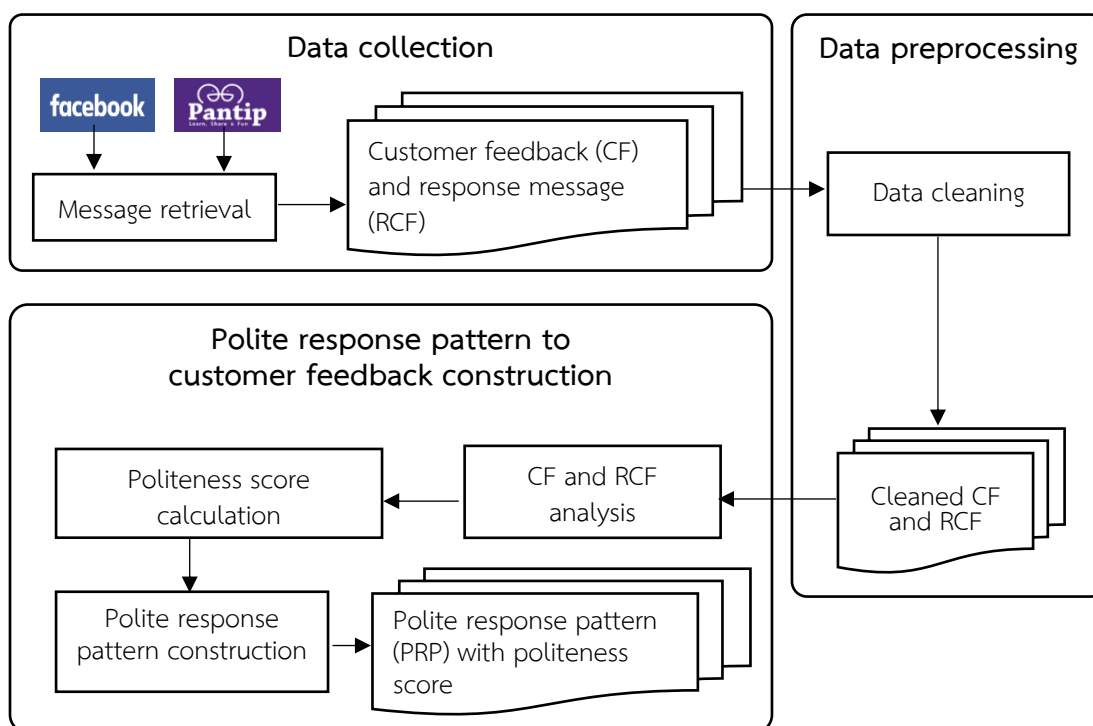 Data collection
facebook
Pantip
Learn, Share & Fun
Message retrieval
Customer feedback (CF)
and response message
(RCF)
Data preprocessing
Data cleaning
Cleaned CF
and RCF
Polite response pattern to
customer feedback construction
CF and RCF
analysis
Politeness score
calculation
Polite response
pattern construction
Polite response pattern
(PRP) with politeness
score